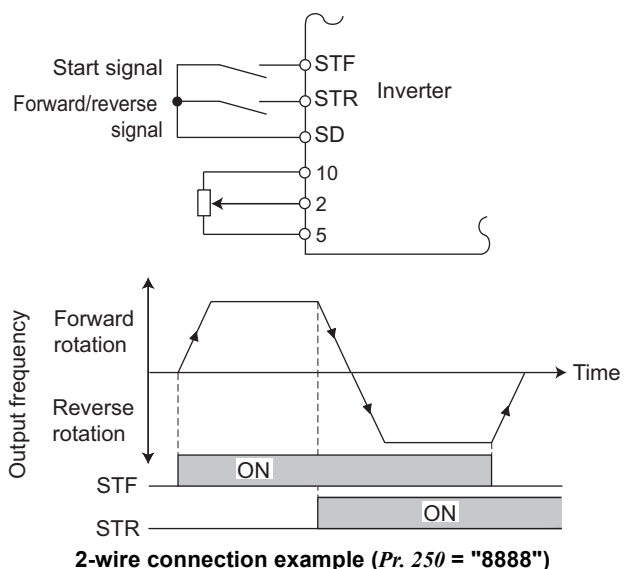 Start signal
STF
Forward/reverse
signal
STR
Inverter
SD
10
2
5
Output frequency
Forward
rotation
Time
Reverse
rotation
ON
STF
ON
STR
2-wire connection example (Pr. 250 = "8888")